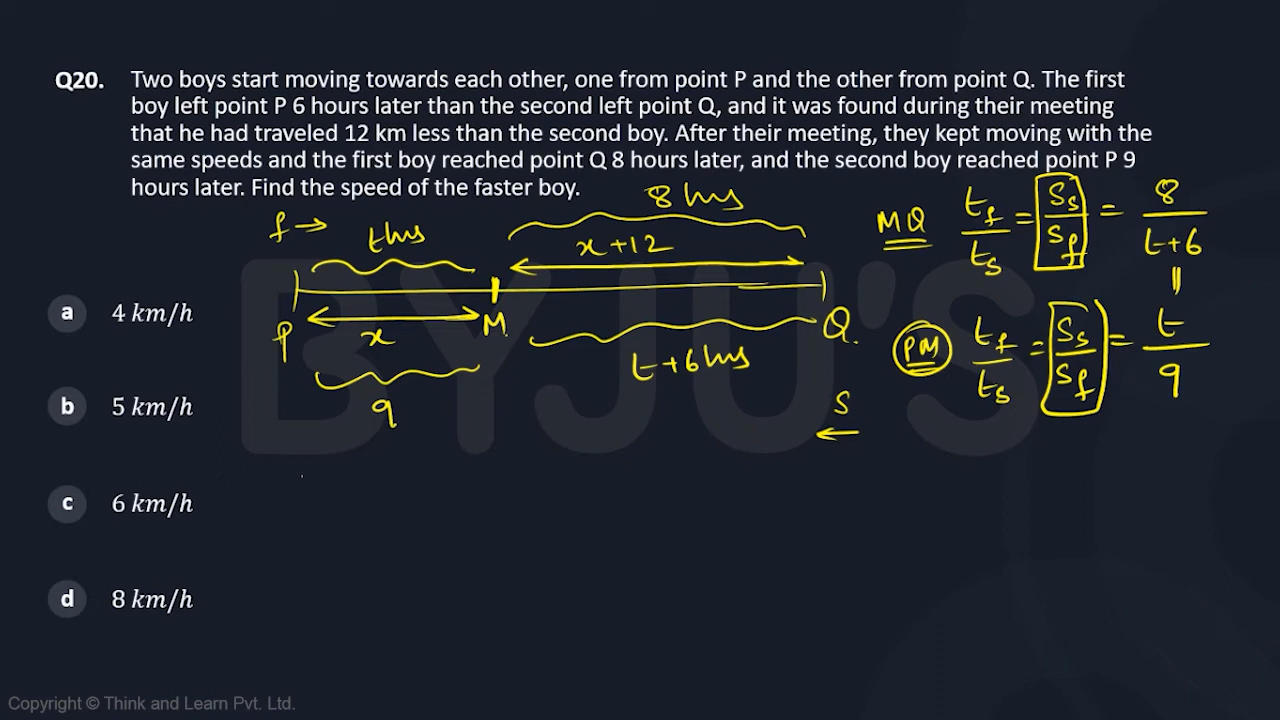 Q20. Two boys start moving towards each other, one from point P and the other from point Q. The first
boy left point P 6 hours later than the second left point Q, and it was found during their meeting
that he had traveled 12 km less than the second boy. After their meeting, they kept moving with the
same speeds and the first boy reached point Q 8 hours later, and the second boy reached point P 9
hours later. Find the speed of the faster boy.
8 hrs
f →
t hrs
x + 12
MQ t_f/t_s = S_s/S_f = 8/(t+6)
||
P x M Q
PM t_f/t_s = S_s/S_f = t/9
t+6 hrs
9
S
←
a 4 km/h
b 5 km/h
c 6 km/h
d 8 km/h
BYJU'S
Copyright © Think and Learn Pvt. Ltd.